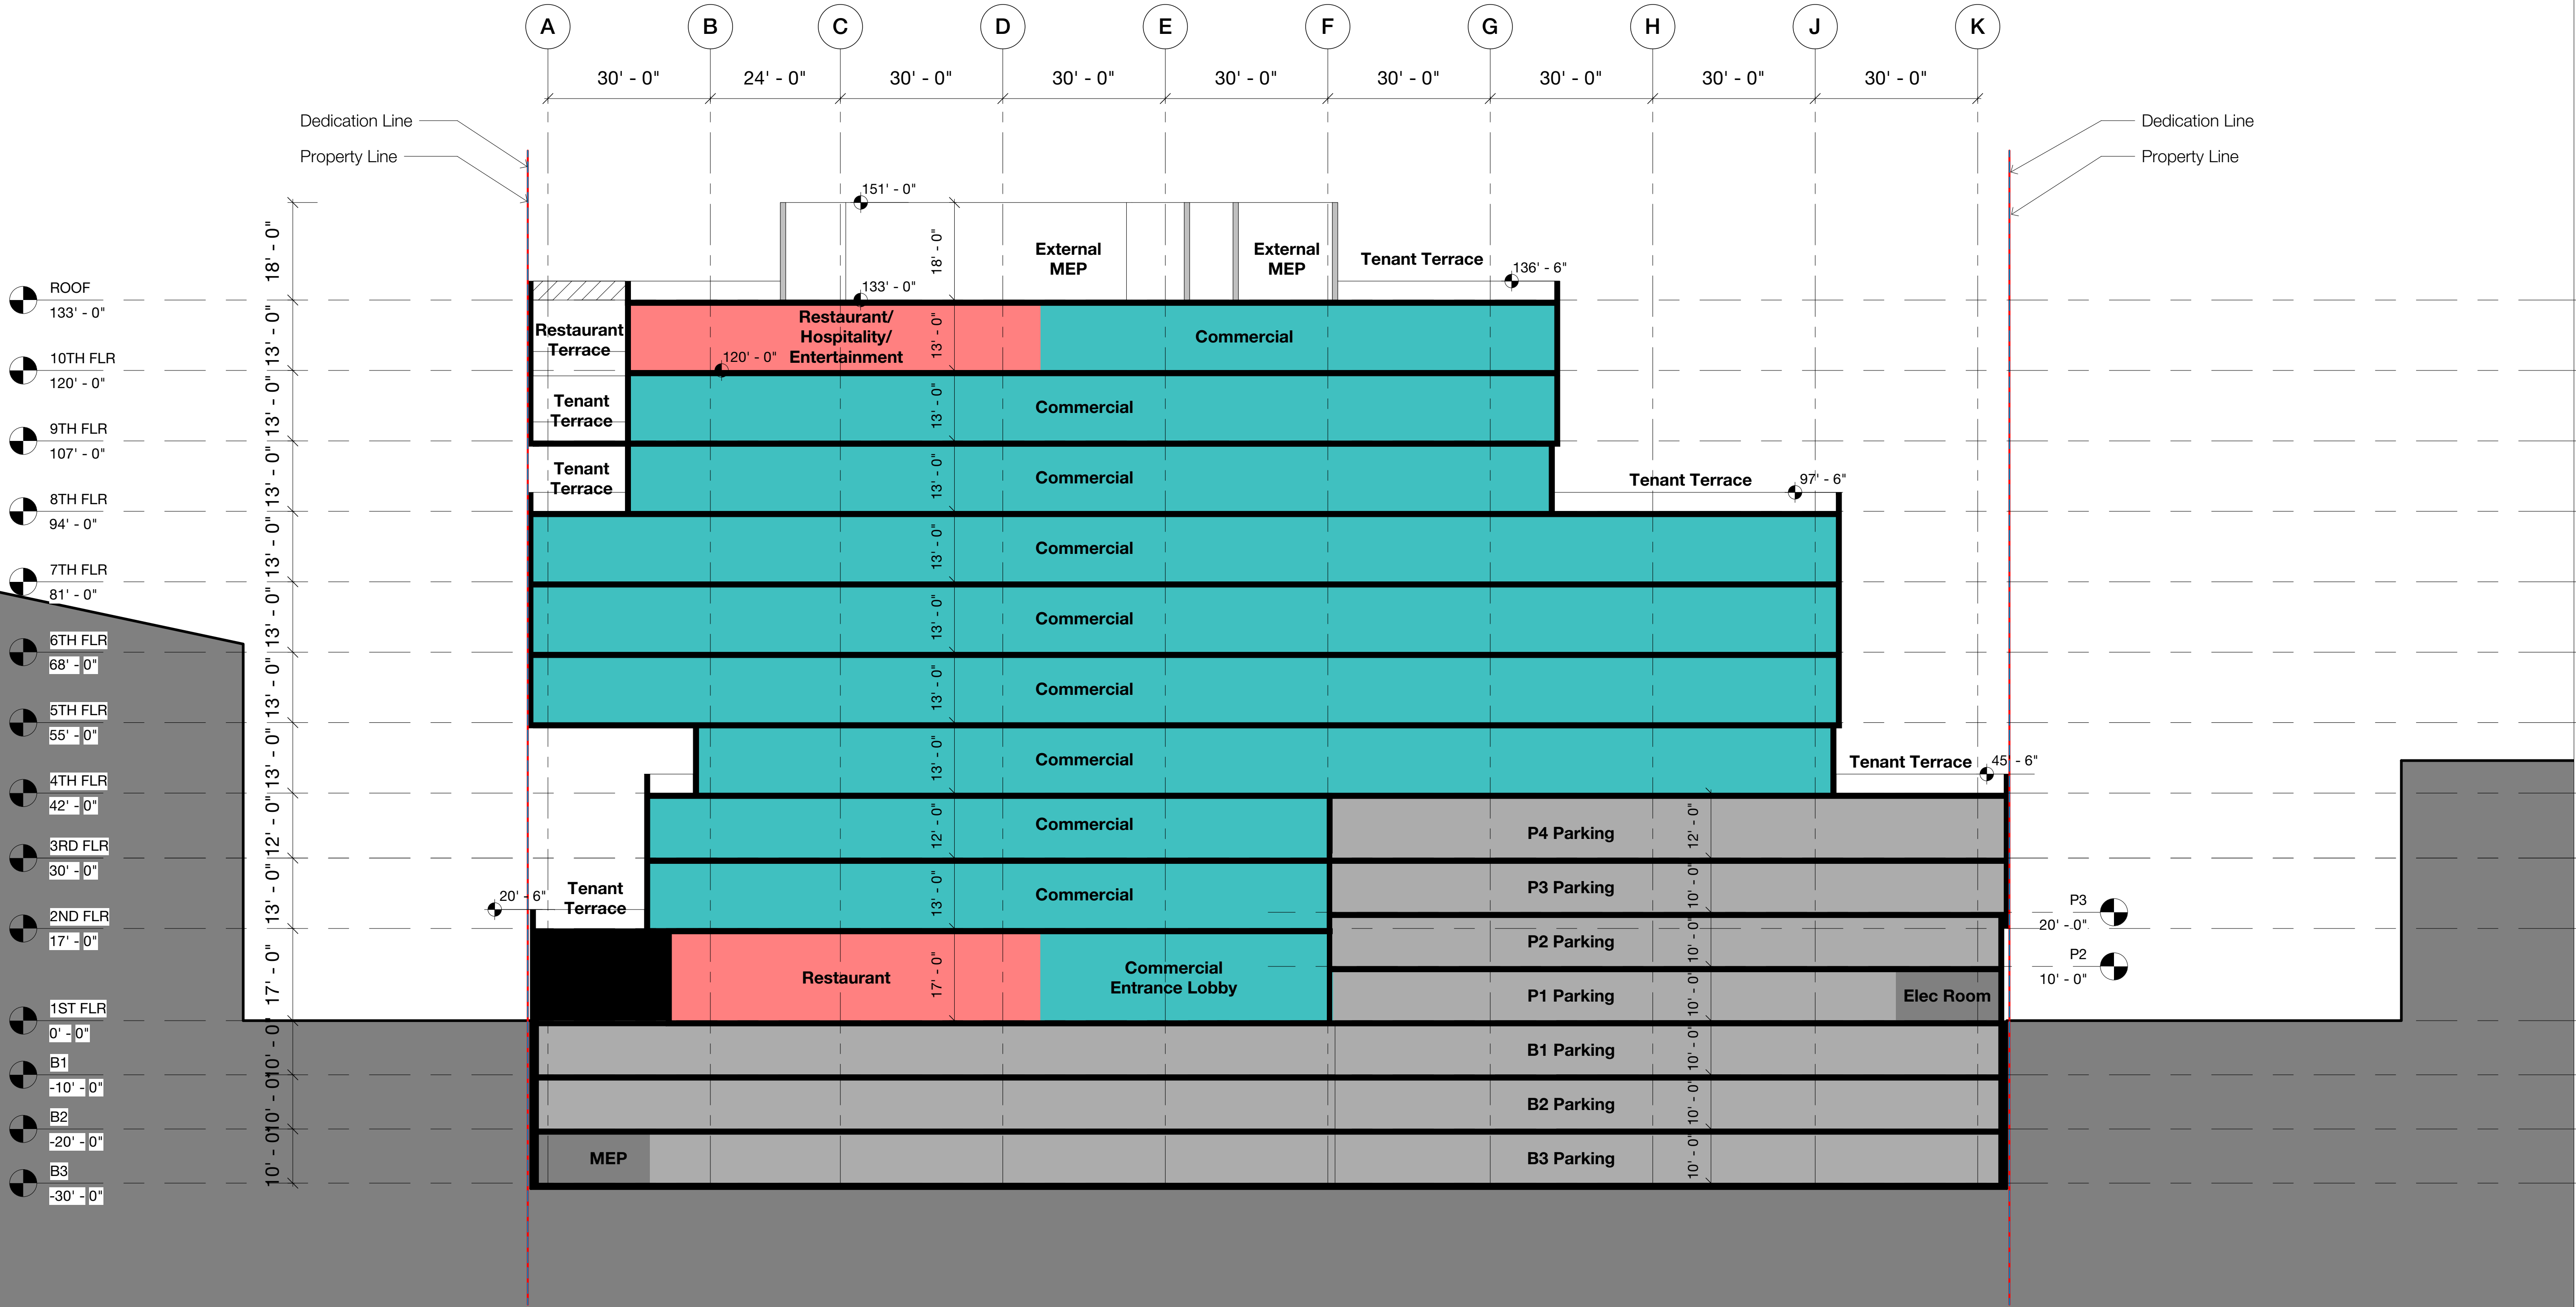 A B C D E F G H J K
30' - 0" 24' - 0" 30' - 0" 30' - 0" 30' - 0" 30' - 0" 30' - 0" 30' - 0" 30' - 0"
Dedication Line
Property Line
Dedication Line
Property Line
151' - 0"
18' - 0"
18' - 0"
External
MEP
External
MEP
Tenant Terrace
136' - 6"
ROOF
133' - 0"
133' - 0"
13' - 0"
Restaurant
Terrace
Restaurant/
Hospitality/
Entertainment
120' - 0"
13' - 0"
Commercial
10TH FLR
120' - 0"
13' - 0"
Tenant
Terrace
13' - 0"
Commercial
9TH FLR
107' - 0"
13' - 0"
Tenant
Terrace
13' - 0"
Commercial
Tenant Terrace
97' - 6"
8TH FLR
94' - 0"
13' - 0"
13' - 0"
Commercial
7TH FLR
81' - 0"
13' - 0"
13' - 0"
Commercial
6TH FLR
68' - 0"
13' - 0"
13' - 0"
Commercial
5TH FLR
55' - 0"
13' - 0"
13' - 0"
Commercial
Tenant Terrace
45' - 6"
4TH FLR
42' - 0"
12' - 0"
12' - 0"
Commercial
P4 Parking
12' - 0"
3RD FLR
30' - 0"
13' - 0"
20' - 6"
Tenant
Terrace
13' - 0"
Commercial
P3 Parking
10' - 0"
P3
20' - 0"
2ND FLR
17' - 0"
17' - 0"
Restaurant
17' - 0"
Commercial
Entrance Lobby
P2 Parking
10' - 0"
P2
10' - 0"
P1 Parking
10' - 0"
Elec Room
1ST FLR
0' - 0"
10' - 0"
B1 Parking
10' - 0"
B1
-10' - 0"
10' - 0"
B2 Parking
10' - 0"
B2
-20' - 0"
10' - 0"
MEP
B3 Parking
10' - 0"
B3
-30' - 0"